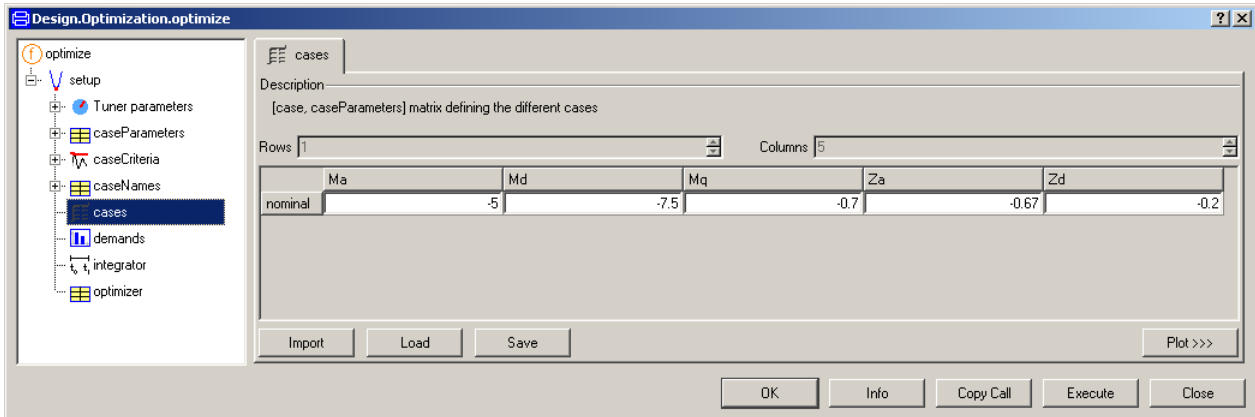 Design.Optimization.optimize
optimize
setup
Tuner parameters
caseParameters
caseCriteria
caseNames
cases
demands
integrator
optimizer
cases
Description
[case, caseParameters] matrix defining the different cases
Rows 1 Columns 5
Ma Md Mq Za Zd
nominal -5 -7.5 -0.7 -0.67 -0.2
Import Load Save Plot >>>
OK Info Copy Call Execute Close